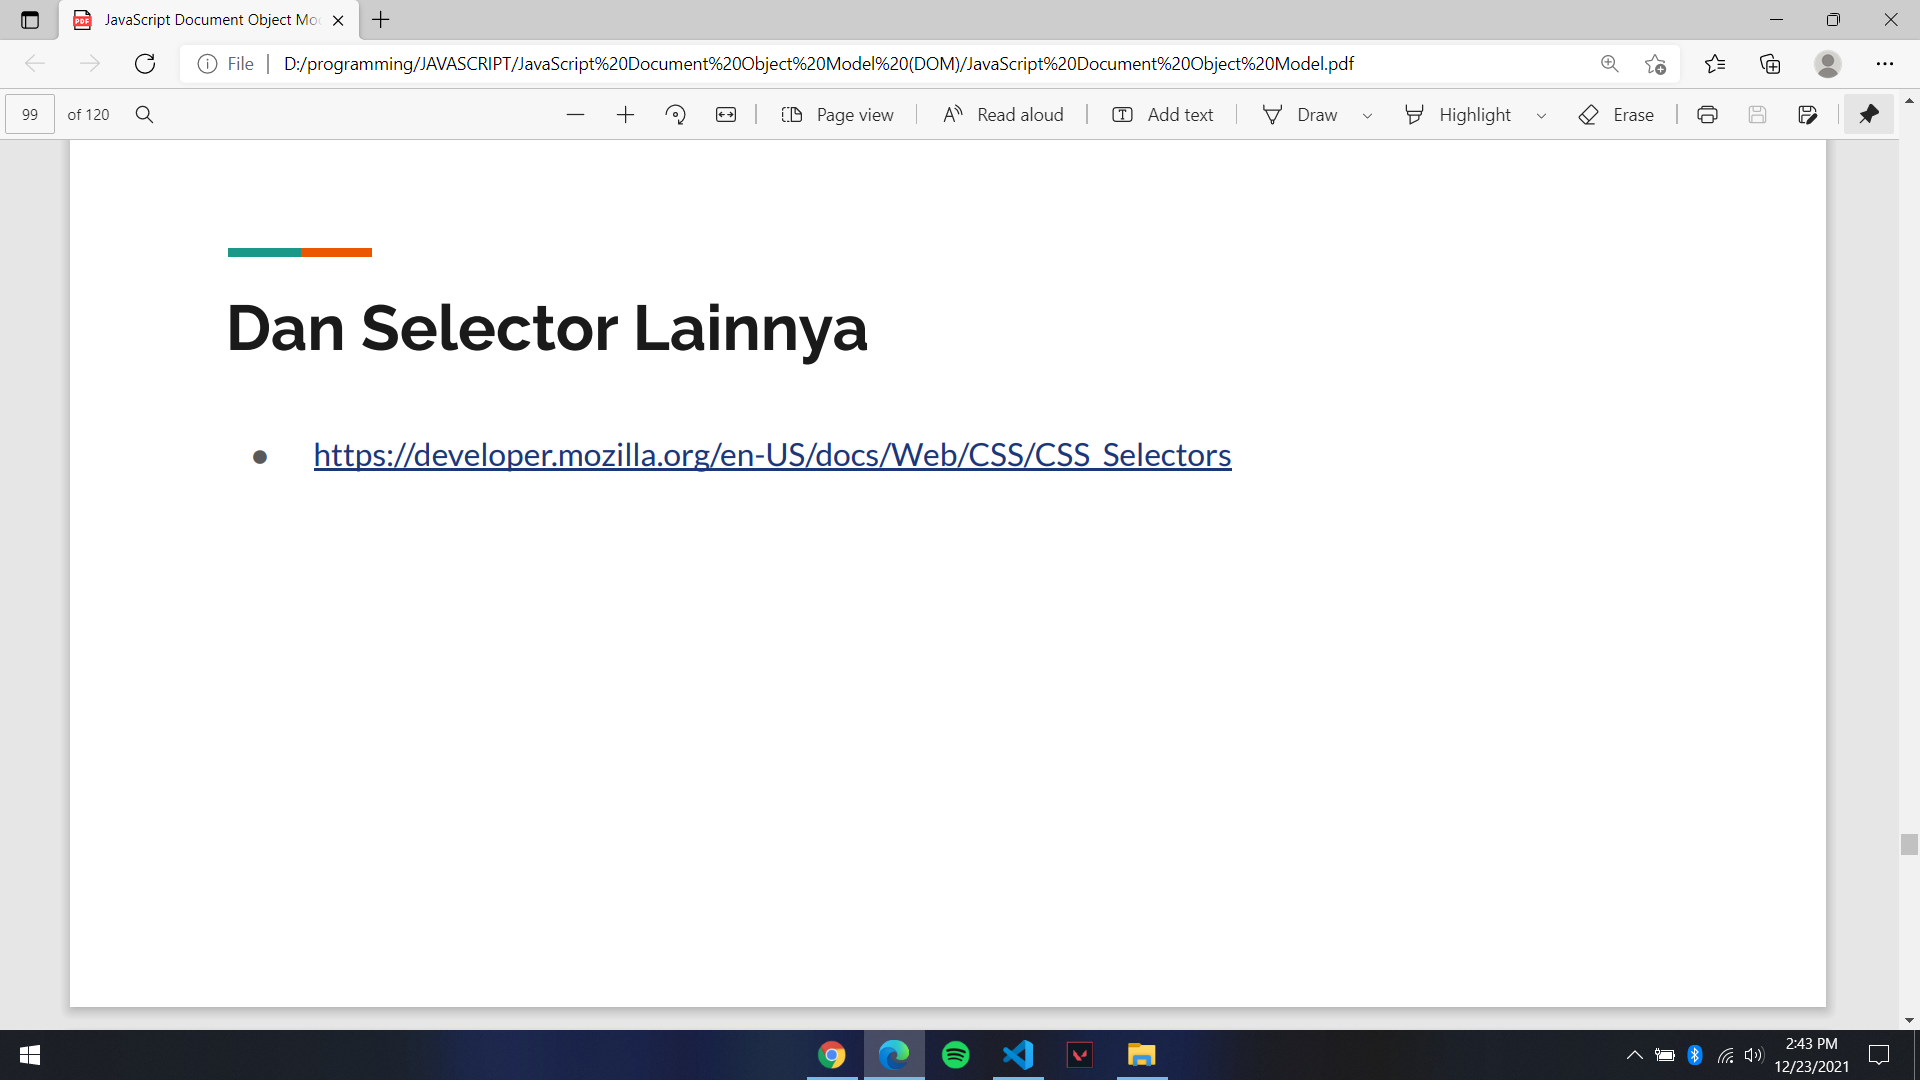 JavaScript Document Object Mo
File
D:/programming/JAVASCRIPT/JavaScript%20Document%20Object%20Model%20(DOM)/JavaScript%20Document%20Object%20Model.pdf
99 of 120
Page view
Read aloud
Add text
Draw
Highlight
Erase
Dan Selector Lainnya
● https://developer.mozilla.org/en-US/docs/Web/CSS/CSS_Selectors
2:43 PM
12/23/2021